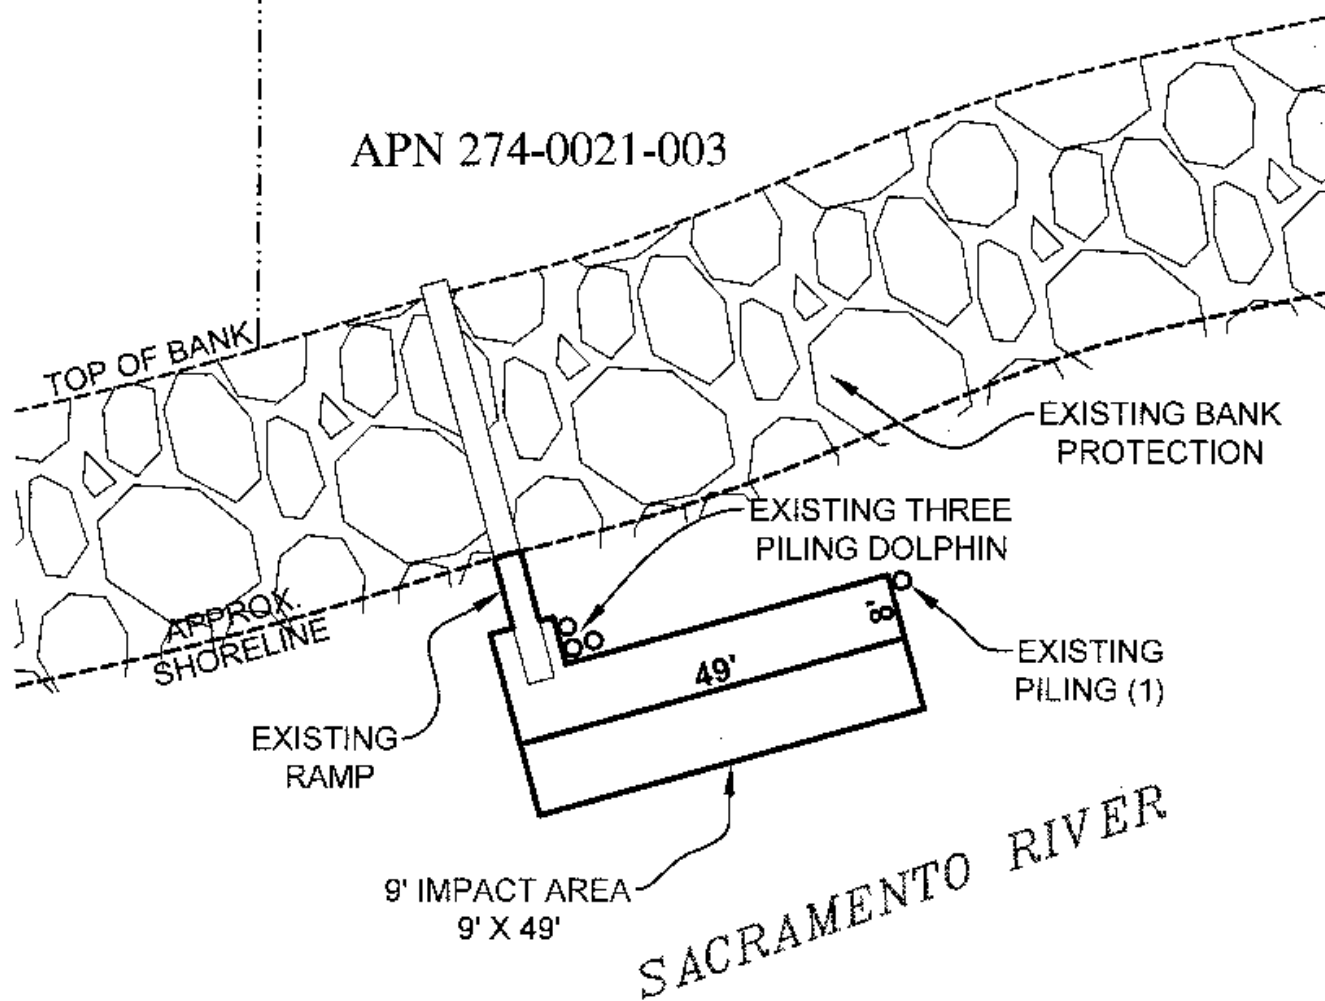 APN 274-0021-003
TOP OF BANK
EXISTING BANK
PROTECTION
EXISTING THREE
PILING DOLPHIN
APPROX.
SHORELINE
8'
49'
EXISTING
PILING (1)
EXISTING
RAMP
9' IMPACT AREA
9' X 49'
SACRAMENTO RIVER